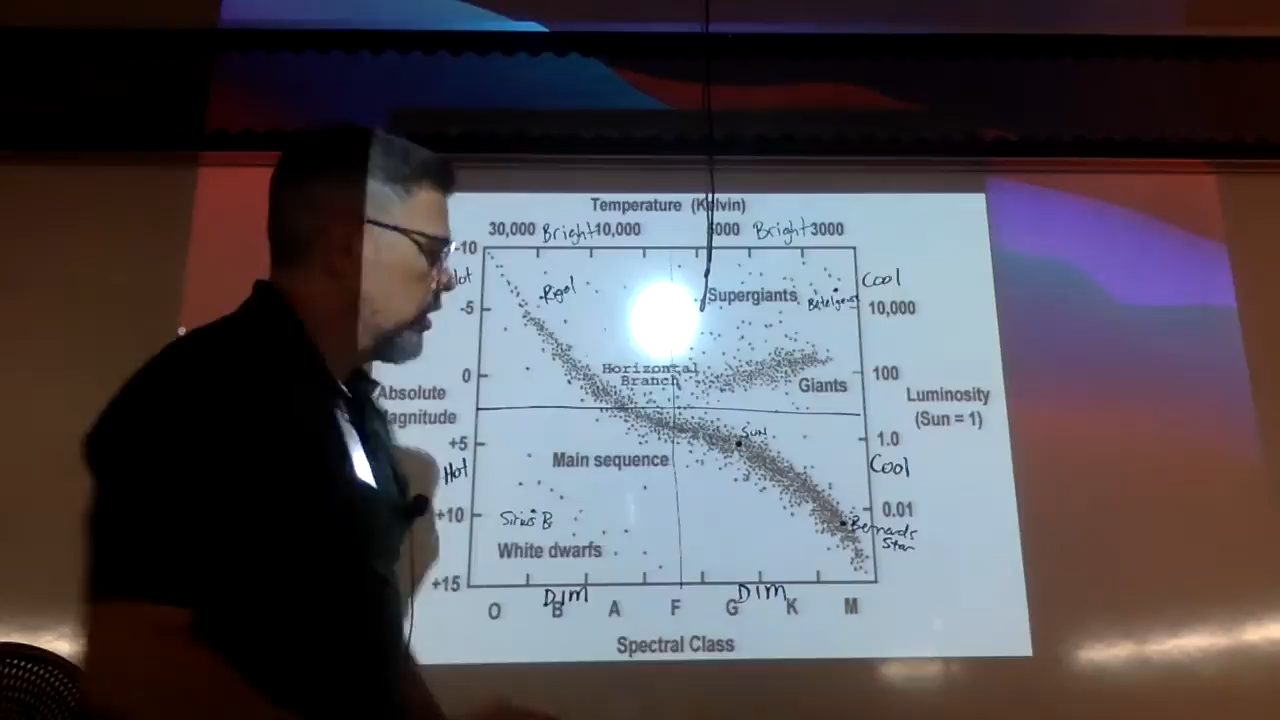 Temperature (Kelvin)
30,000 Bright 10,000 5000 Bright 3000
-10
Hot Cool
Rigel Supergiants Betelgeuse
-5 10,000
Horizontal
Branch
0 100
Giants
Absolute
Magnitude
Luminosity
(Sun = 1)
SUN
+5 1.0
Main sequence
Hot Cool
+10 0.01
Sirius B Bernards
Star
White dwarfs
+15
DIM DIM
O B A F G K M
Spectral Class